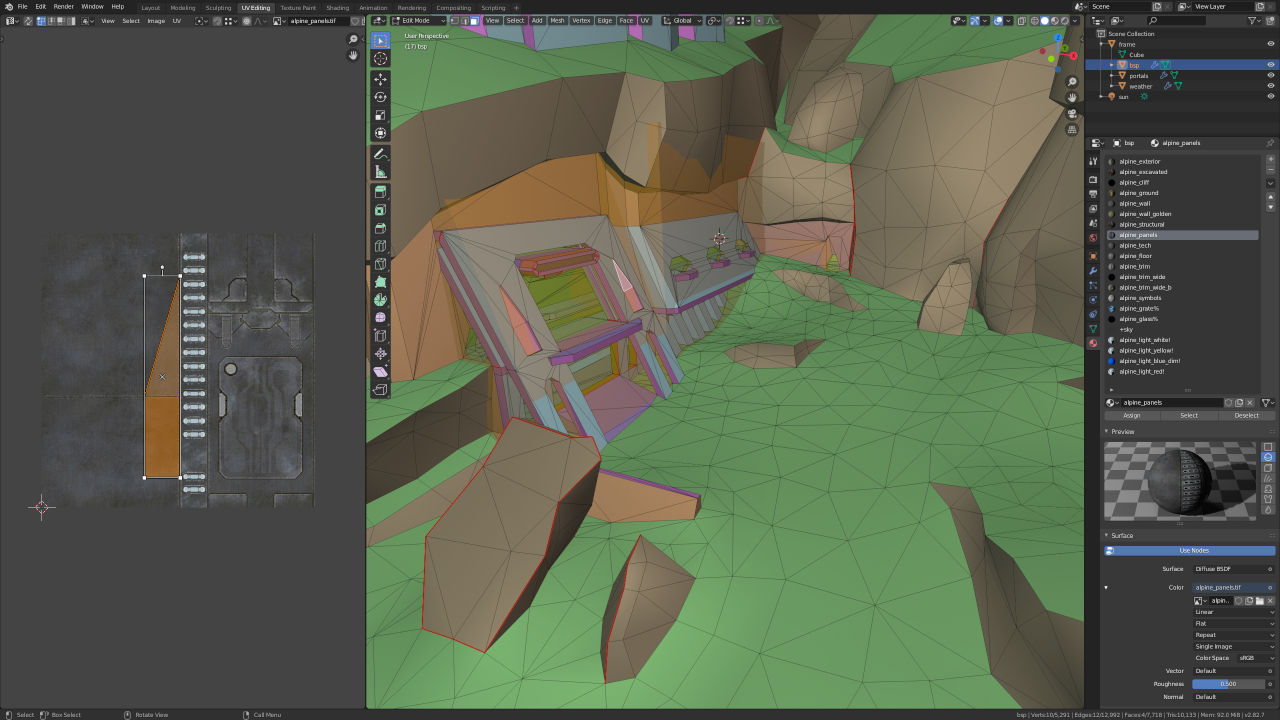 File Edit Render Window Help Layout Modeling Sculpting UV Editing Texture Paint Shading Animation Rendering Compositing Scripting + Scene View Layer
View Select Image UV alpine_panels.tif Edit Mode View Select Add Mesh Vertex Edge Face UV Global
User Perspective
(17) bsp
Scene Collection
frame
Cube
bsp
portals
weather
sun
bsp alpine_panels
alpine_exterior
alpine_excavated
alpine_cliff
alpine_ground
alpine_wall
alpine_wall_golden
alpine_structural
alpine_panels
alpine_tech
alpine_floor
alpine_trim
alpine_trim_wide
alpine_trim_wide_b
alpine_symbols
alpine_grate%
alpine_glass%
+sky
alpine_light_white!
alpine_light_yellow!
alpine_light_blue_dim!
alpine_light_red!
alpine_panels
Assign Select Deselect
Preview
Surface
Use Nodes
Surface Diffuse BSDF
Color alpine_panels.tif
alpin..
Linear
Flat
Repeat
Single Image
Color Space sRGB
Vector Default
Roughness 0.500
Normal Default
Select Box Select Rotate View Call Menu bsp | Verts:10/5,291 | Edges:12/12,992 | Faces:4/7,718 | Tris:10,133 | Mem: 92.0 MiB | v2.82.7